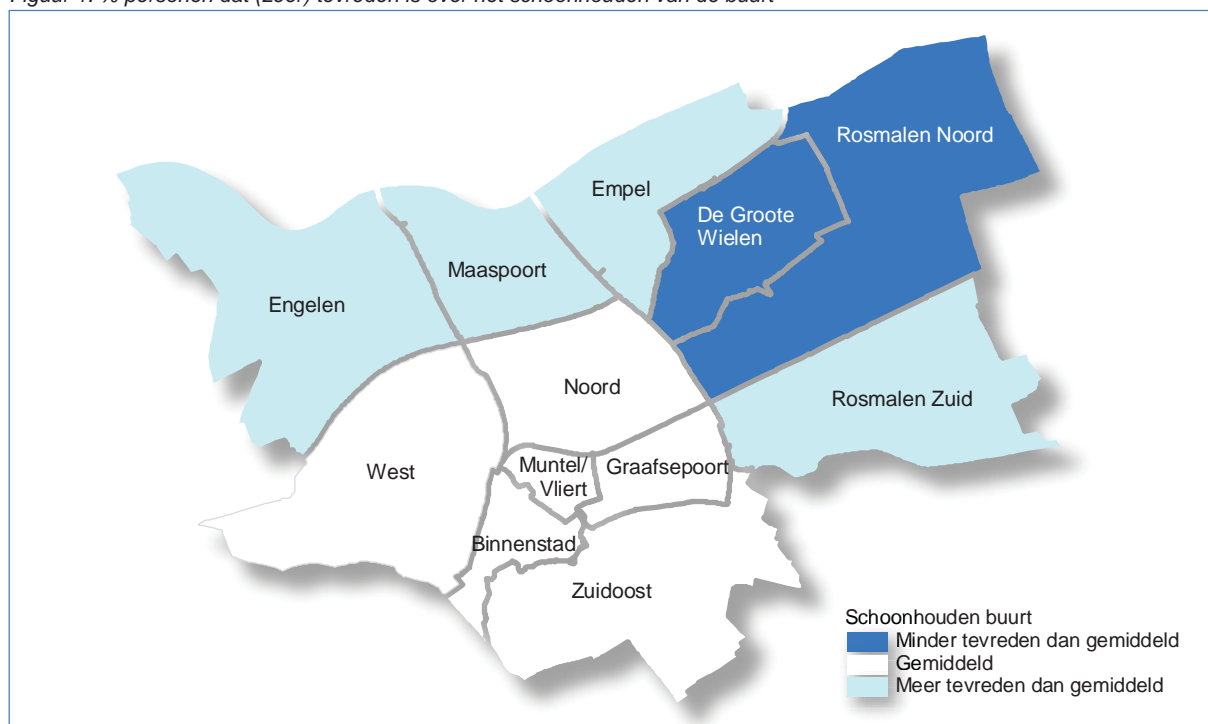 Rosmalen Noord
Empel
De Groote
Wielen
Maaspoort
Engelen
Noord
Rosmalen Zuid
Muntel/
Vliert
Graafsepoort
West
Binnenstad
Zuidoost
Schoonhouden buurt
Minder tevreden dan gemiddeld
Gemiddeld
Meer tevreden dan gemiddeld